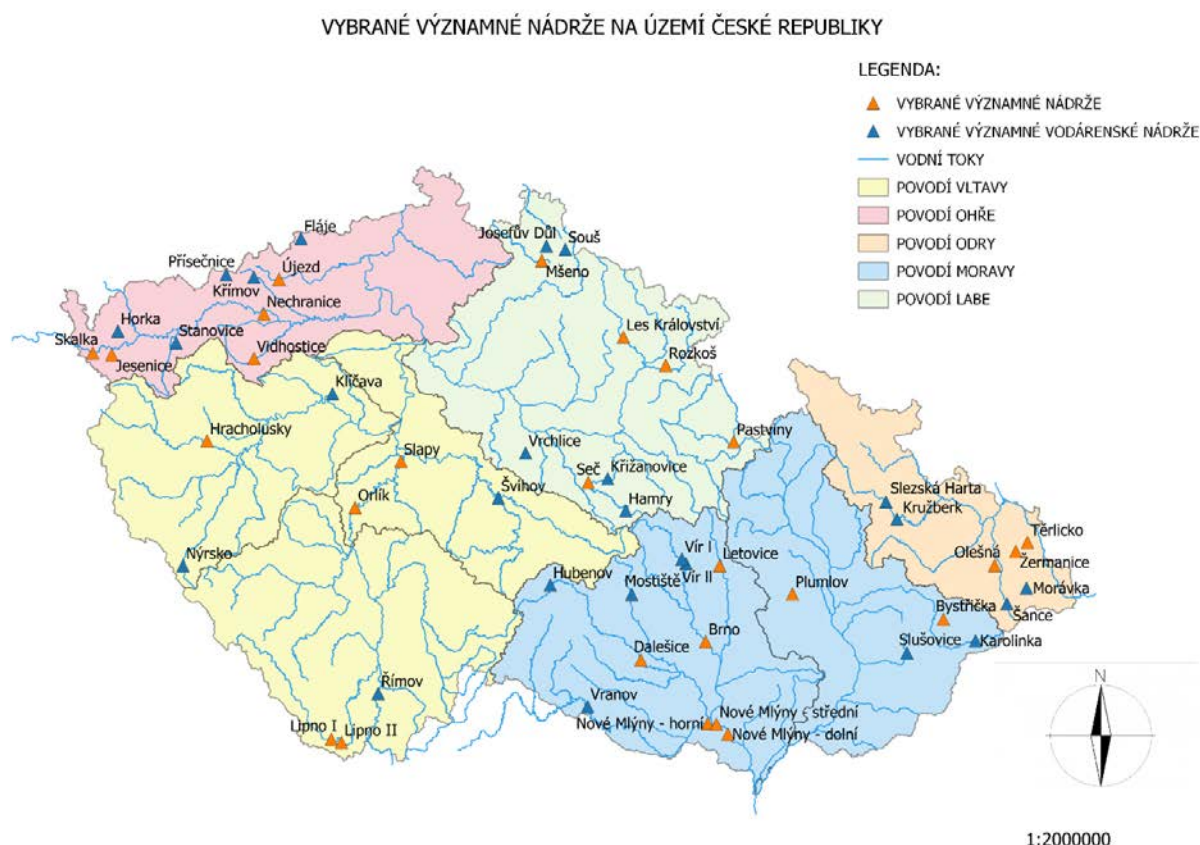 VYBRANÉ VÝZNAMNÉ NÁDRŽE NA ÚZEMÍ ČESKÉ REPUBLIKY
LEGENDA:
VYBRANÉ VÝZNAMNÉ NÁDRŽE
VYBRANÉ VÝZNAMNÉ VODÁRENSKÉ NÁDRŽE
VODNÍ TOKY
POVODÍ VLTAVY
POVODÍ OHŘE
POVODÍ ODRY
POVODÍ MORAVY
POVODÍ LABE
Fláje
Přísečnice
Újezd
Křímov
Nechranice
Horka
Stanovice
Skalka
Jesenice
Vidhostice
Josefův Důl
Souš
Mšeno
Les Království
Rozkoš
Klíčava
Hracholusky
Slapy
Vrchlice
Pastviny
Seč
Křižanovice
Orlík
Švihov
Hamry
Slezská Harta
Kružberk
Těrlicko
Olešná
Žermanice
Nýrsko
Vír I
Letovice
Vír II
Hubenov
Mostiště
Plumlov
Morávka
Šance
Bystřička
Brno
Slušovice
Karolinka
Dalešice
Římov
Vranov
Nové Mlýny - střední
Nové Mlýny - horní
Lipno I
Lipno II
Nové Mlýny - dolní
N
1:2000000